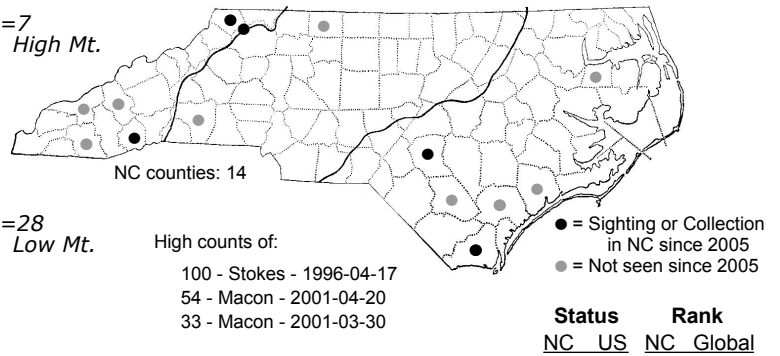 =7
High Mt.
NC counties: 14
=28
Low Mt.
High counts of:
100 - Stokes - 1996-04-17
54 - Macon - 2001-04-20
33 - Macon - 2001-03-30
● = Sighting or Collection
in NC since 2005
● = Not seen since 2005
Status Rank
NC US NC Global